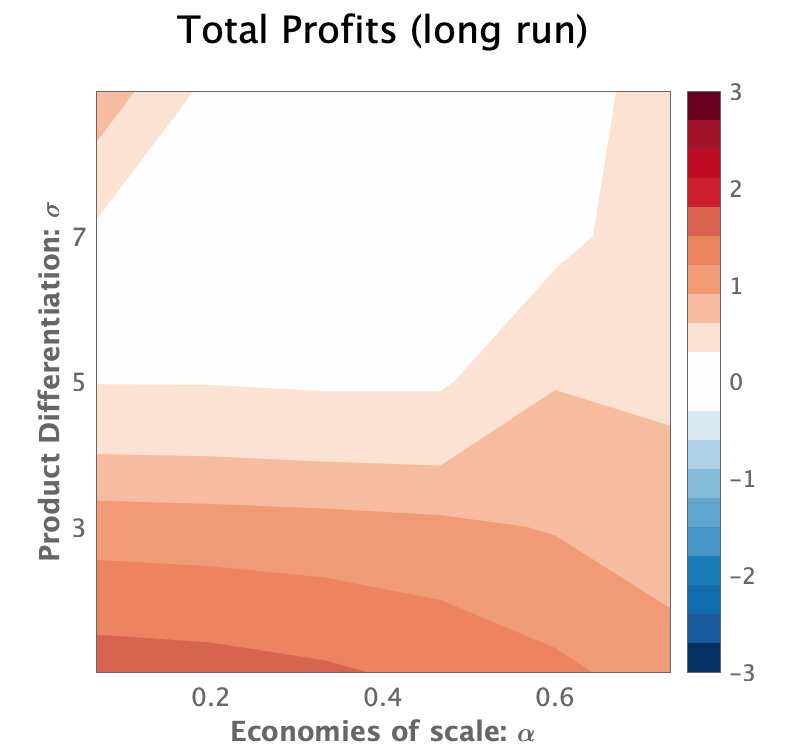 Total Profits (long run)
3
2
1
0
−1
−2
−3
7
5
3
Product Differentiation: σ
0.2 0.4 0.6
Economies of scale: α